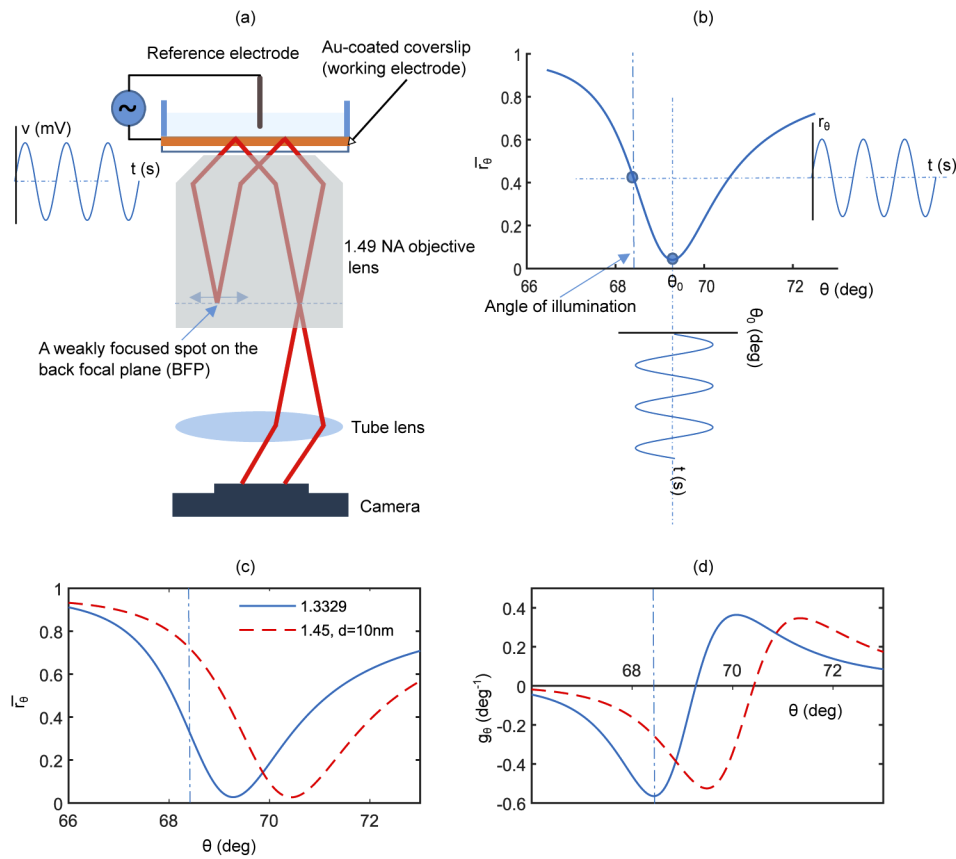 (a)
Reference electrode
Au-coated coverslip
(working electrode)
~
v (mV)
t (s)
1.49 NA objective
lens
A weakly focused spot on the
back focal plane (BFP)
Tube lens
Camera
(b)
1
0.8
0.6
0.4
0.2
0
r̅θ
66
68
θ₀
70
72
θ (deg)
rθ
t (s)
Angle of illumination
θ₀ (deg)
t (s)
(c)
1
0.8
0.6
0.4
0.2
0
r̅θ
1.3329
1.45, d=10nm
66
68
70
72
θ (deg)
(d)
0.4
0.2
0
-0.2
-0.4
-0.6
gθ (deg⁻¹)
68
70
72
θ (deg)